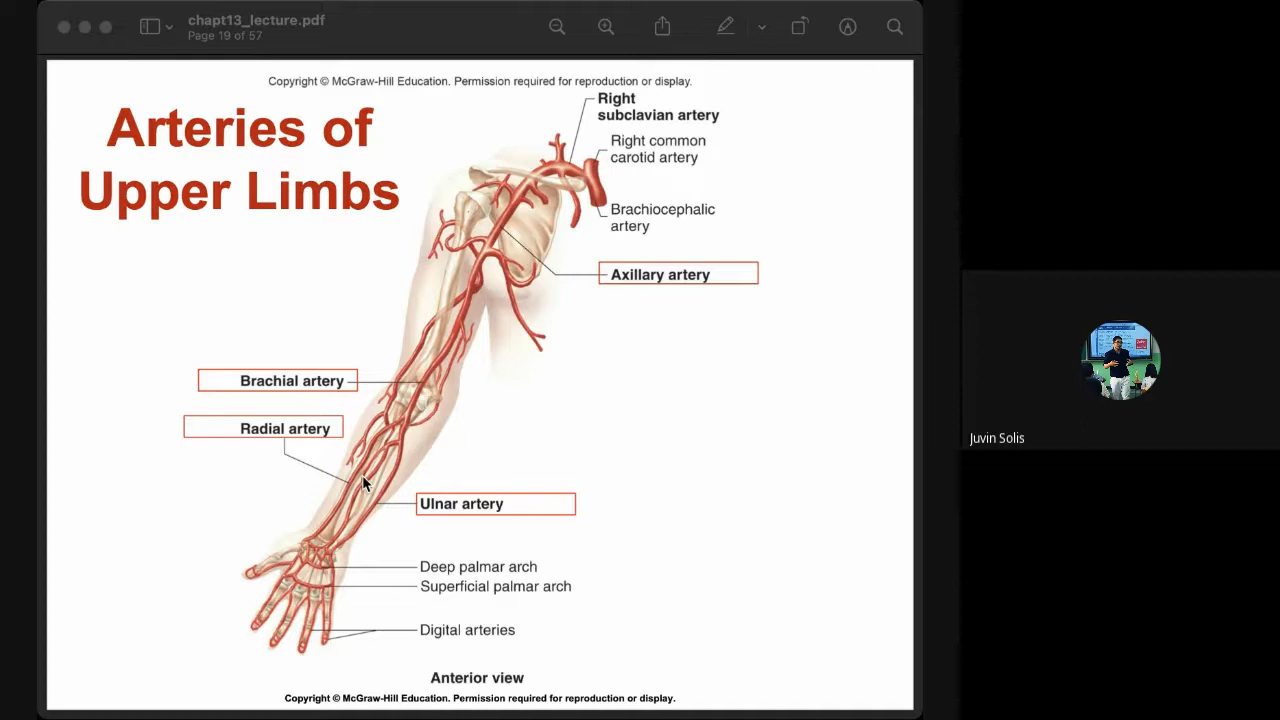 chapt13_lecture.pdf
Page 19 of 57
Copyright © McGraw-Hill Education. Permission required for reproduction or display.
Arteries of
Upper Limbs
Right
subclavian artery
Right common
carotid artery
Brachiocephalic
artery
Axillary artery
Brachial artery
Radial artery
Ulnar artery
Deep palmar arch
Superficial palmar arch
Digital arteries
Anterior view
Copyright © McGraw-Hill Education. Permission required for reproduction or display.
Juvin Solis